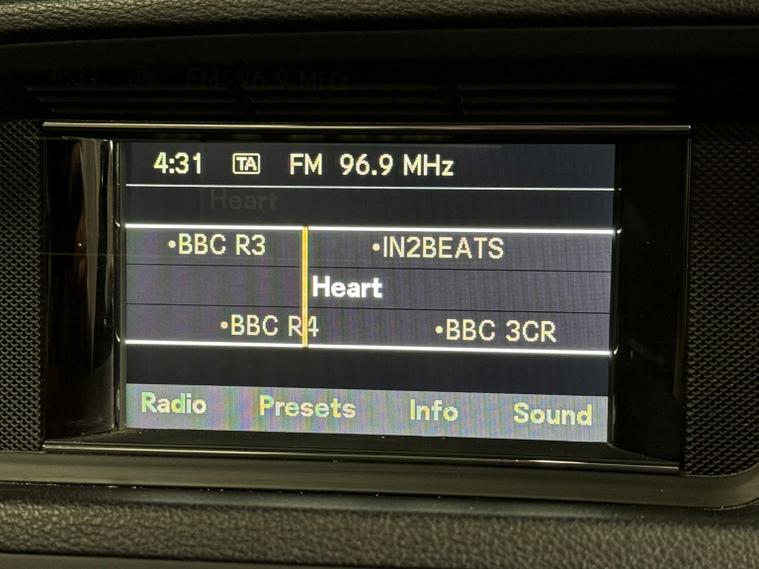 4:31 TA FM 96.9 MHz
•BBC R3 •IN2BEATS
Heart
•BBC R4 •BBC 3CR
Radio Presets Info Sound